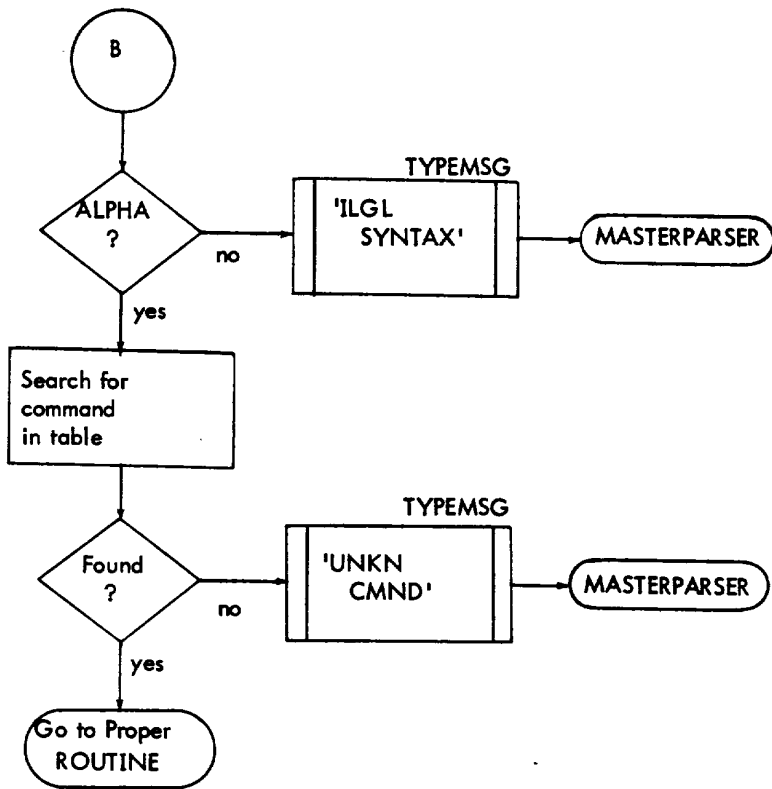 B
ALPHA
?
no
yes
TYPEMSG
'ILGL
SYNTAX'
MASTERPARSER
Search for
command
in table
Found
?
no
yes
TYPEMSG
'UNKN
CMND'
MASTERPARSER
Go to Proper
ROUTINE